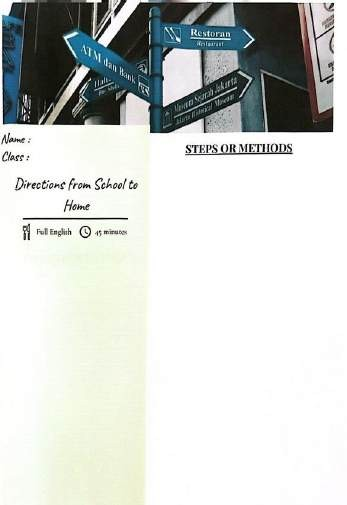 ATM dan Bank
Restoran
Restaurant
Museum Sejarah Jakarta
Jakarta Historical Museum
Name :
Class :
STEPS OR METHODS
Directions from School to
Home
Full English
45 minutes